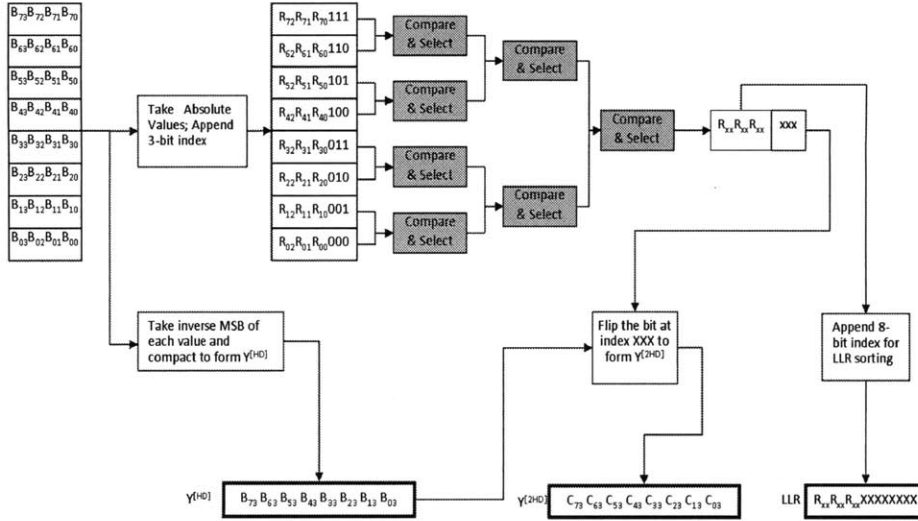 B₇₃B₇₂B₇₁B₇₀
B₆₃B₆₂B₆₁B₆₀
B₅₃B₅₂B₅₁B₅₀
B₄₃B₄₂B₄₁B₄₀
B₃₃B₃₂B₃₁B₃₀
B₂₃B₂₂B₂₁B₂₀
B₁₃B₁₂B₁₁B₁₀
B₀₃B₀₂B₀₁B₀₀
Take Absolute
Values; Append
3-bit index
R₇₂R₇₁R₇₀111
R₆₂R₆₁R₆₀110
R₅₂R₅₁R₅₀101
R₄₂R₄₁R₄₀100
R₃₂R₃₁R₃₀011
R₂₂R₂₁R₂₀010
R₁₂R₁₁R₁₀001
R₀₂R₀₁R₀₀000
Compare
& Select
Compare
& Select
Compare
& Select
Compare
& Select
Compare
& Select
Compare
& Select
Compare
& Select
RₓₓRₓₓRₓₓ xxx
Take inverse MSB of
each value and
compact to form Y[HD]
Flip the bit at
index XXX to
form Y[2HD]
Append 8-
bit index for
LLR sorting
Y[HD] B₇₃ B₆₃ B₅₃ B₄₃ B₃₃ B₂₃ B₁₃ B₀₃
Y[2HD] C₇₃ C₆₃ C₅₃ C₄₃ C₃₃ C₂₃ C₁₃ C₀₃
LLR RₓₓRₓₓRₓₓXXXXXXXX